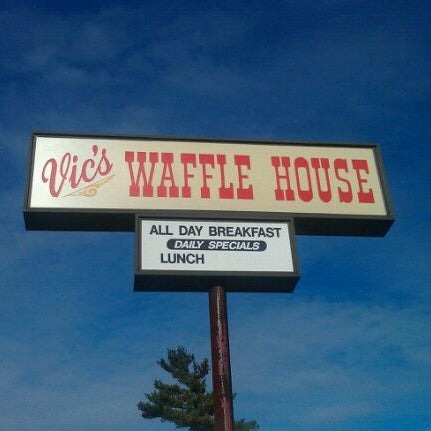 Vic's WAFFLE HOUSE
ALL DAY BREAKFAST
DAILY SPECIALS
LUNCH